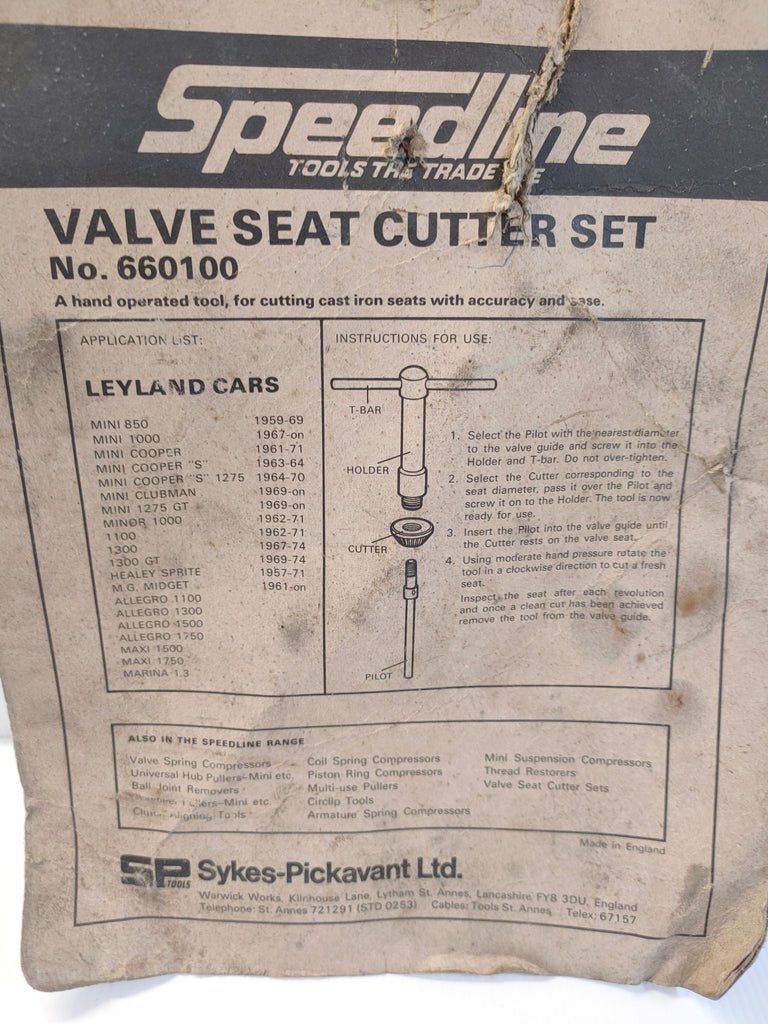 Speedline
TOOLS THE TRADE
VALVE SEAT CUTTER SET
No. 660100
A hand operated tool, for cutting cast iron seats with accuracy and ease.
APPLICATION LIST:
LEYLAND CARS
MINI 850 1959-69
MINI 1000 1967-on
MINI COOPER 1961-71
MINI COOPER "S" 1963-64
MINI COOPER "S" 1275 1964-70
MINI CLUBMAN 1969-on
MINI 1275 GT 1969-on
MINOR 1000 1962-71
1100 1962-71
1300 1967-74
1300 GT 1969-74
HEALEY SPRITE 1957-71
M.G. MIDGET 1961-on
ALLEGRO 1100
ALLEGRO 1300
ALLEGRO 1500
ALLEGRO 1750
MAXI 1500
MAXI 1750
MARINA 1.3
INSTRUCTIONS FOR USE:
T-BAR
HOLDER
CUTTER
PILOT
1. Select the Pilot with the nearest diameter
to the valve guide and screw it into the
Holder and T-bar. Do not over-tighten.
2. Select the Cutter corresponding to the
seat diameter, pass it over the Pilot and
screw it on to the Holder. The tool is now
ready for use.
3. Insert the Pilot into the valve guide until
the Cutter rests on the valve seat.
4. Using moderate hand pressure rotate the
tool in a clockwise direction to cut a fresh
seat.
Inspect the seat after each revolution
and once a clean cut has been achieved
remove the tool from the valve guide.
ALSO IN THE SPEEDLINE RANGE
Valve Spring Compressors
Universal Hub Pullers-Mini etc.
Ball Joint Removers
-Mini etc.
Aligning Tools
Coil Spring Compressors
Piston Ring Compressors
Multi-use Pullers
Circlip Tools
Armature Spring Compressors
Mini Suspension Compressors
Thread Restorers
Valve Seat Cutter Sets
Made in England
SP TOOLS Sykes-Pickavant Ltd.
Warwick Works, Kilnhouse Lane, Lytham St. Annes, Lancashire FY8 3DU, England
Telephone: St. Annes 721291 (STD 0253) Cables: Tools St. Annes Telex: 67157